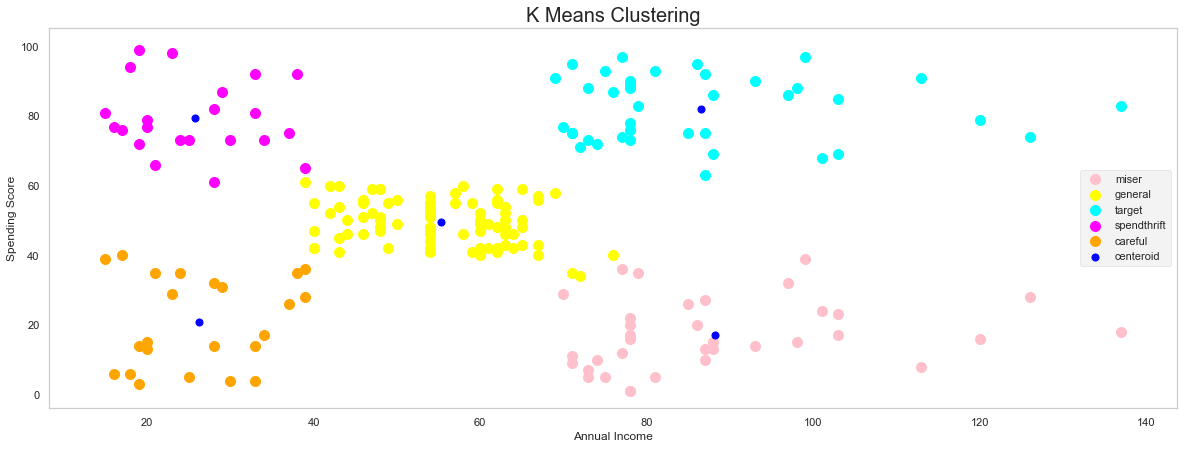 K Means Clustering
Spending Score
100
80
60
40
20
0
miser
general
target
spendthrift
careful
centeroid
20
40
60
80
100
120
140
Annual Income